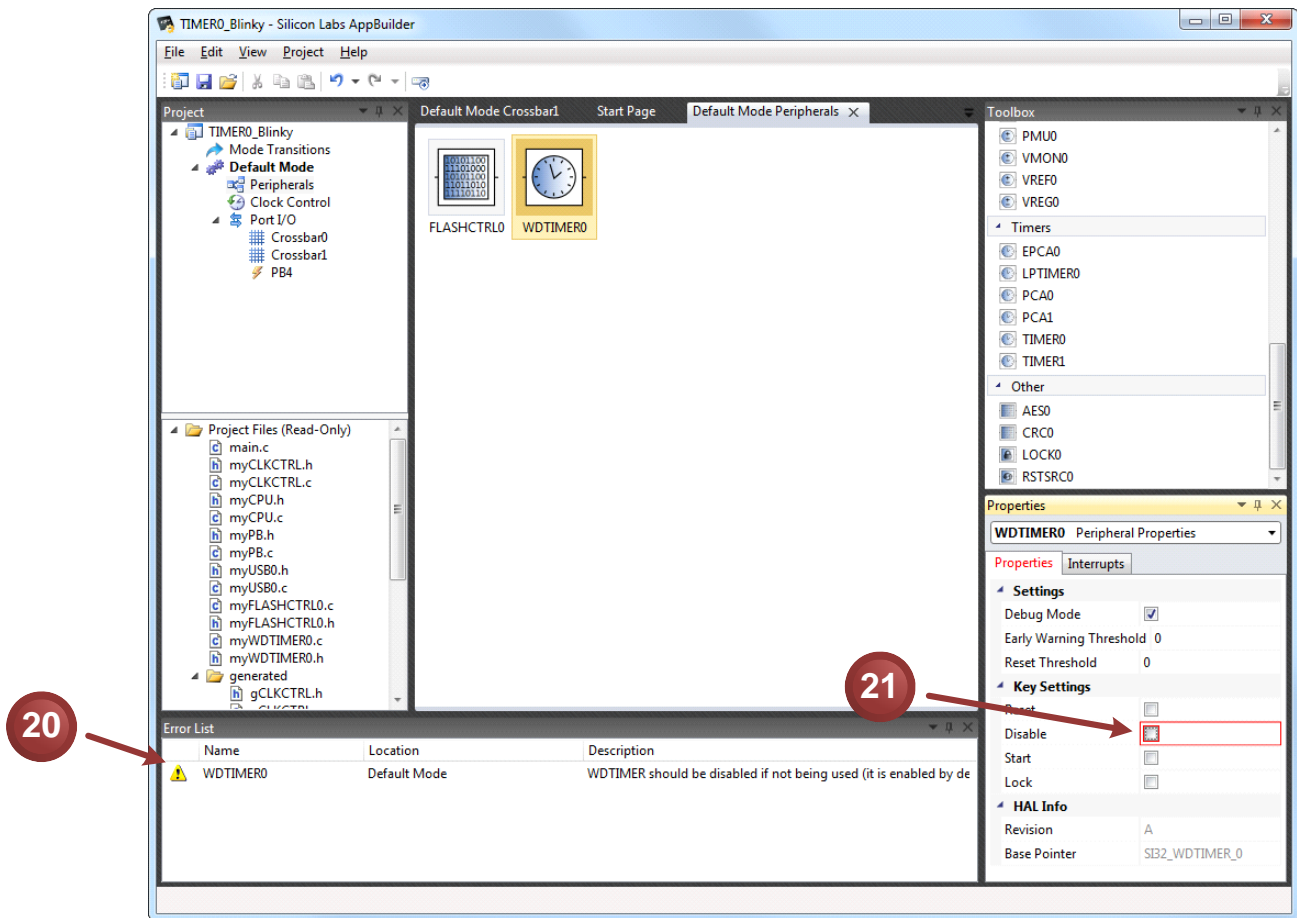 TIMER0_Blinky - Silicon Labs AppBuilder
File Edit View Project Help
Project
TIMER0_Blinky
Mode Transitions
Default Mode
Peripherals
Clock Control
Port I/O
Crossbar0
Crossbar1
PB4
Project Files (Read-Only)
main.c
myCLKCTRL.h
myCLKCTRL.c
myCPU.h
myCPU.c
myPB.h
myPB.c
myUSB0.h
myUSB0.c
myFLASHCTRL0.c
myFLASHCTRL0.h
myWDTIMER0.c
myWDTIMER0.h
generated
gCLKCTRL.h
Default Mode Crossbar1 Start Page Default Mode Peripherals
10101100
11101000
10101100
11011010
11110110
FLASHCTRL0 WDTIMER0
Toolbox
PMU0
VMON0
VREF0
VREG0
Timers
EPCA0
LPTIMER0
PCA0
PCA1
TIMER0
TIMER1
Other
AES0
CRC0
LOCK0
RSTSRC0
Properties
WDTIMER0 Peripheral Properties
Properties Interrupts
Settings
Debug Mode
Early Warning Threshold 0
Reset Threshold 0
Key Settings
Reset
Disable
Start
Lock
HAL Info
Revision A
Base Pointer SI32_WDTIMER_0
21
20
Error List
Name Location Description
WDTIMER0 Default Mode WDTIMER should be disabled if not being used (it is enabled by de